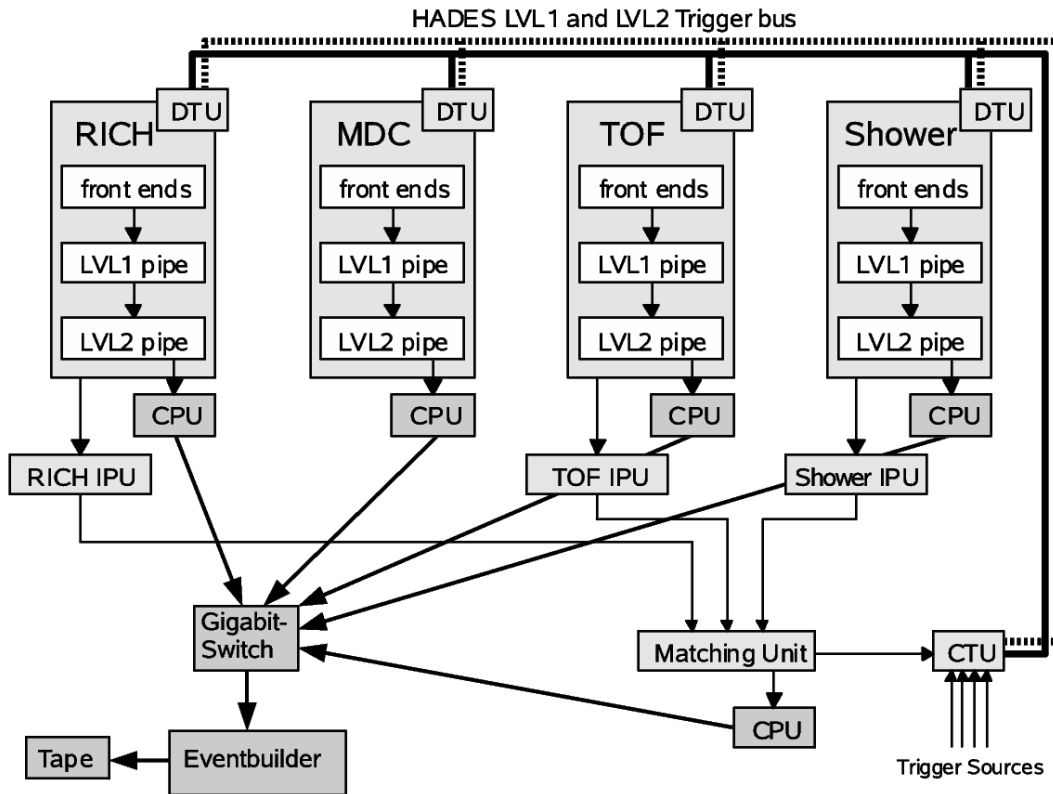 HADES LVL1 and LVL2 Trigger bus
DTU
DTU
DTU
DTU
RICH
MDC
TOF
Shower
front ends
front ends
front ends
front ends
LVL1 pipe
LVL1 pipe
LVL1 pipe
LVL1 pipe
LVL2 pipe
LVL2 pipe
LVL2 pipe
LVL2 pipe
CPU
CPU
CPU
CPU
RICH IPU
TOF IPU
Shower IPU
Gigabit-
Switch
Matching Unit
CTU
CPU
Tape
Eventbuilder
Trigger Sources